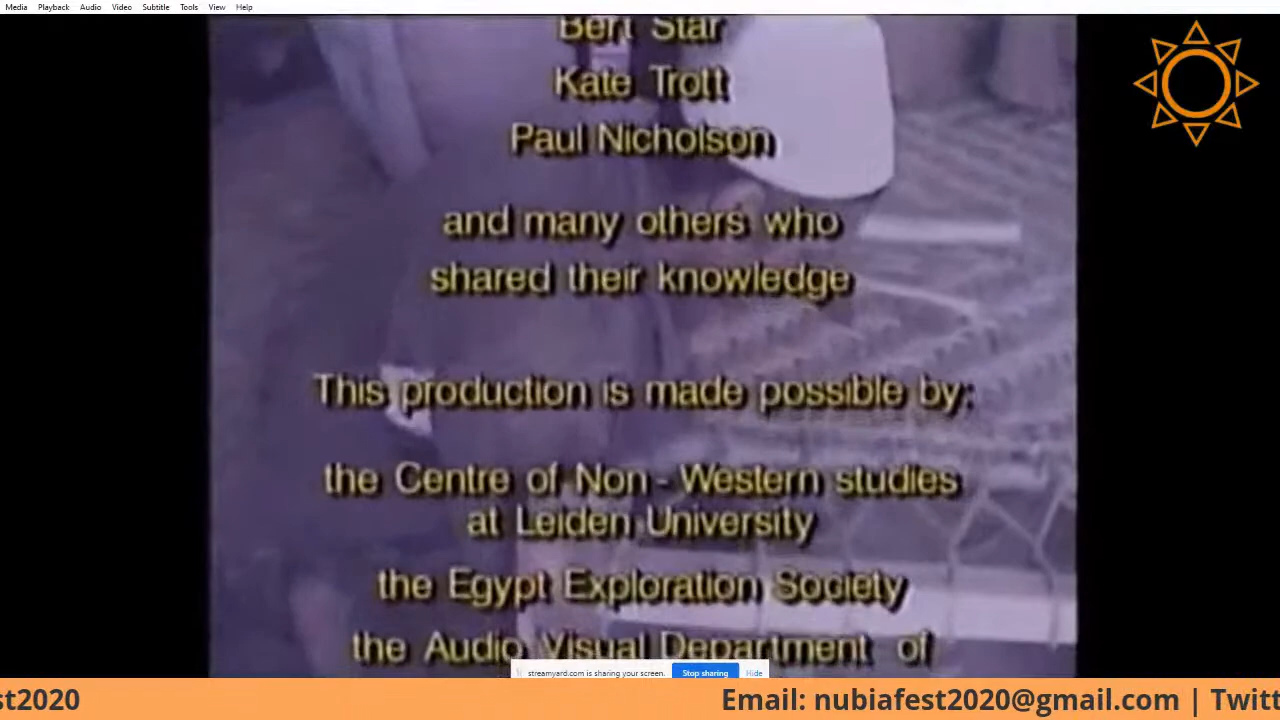 Media Playback Audio Video Subtitle Tools View Help
Bert Star
Kate Trott
Paul Nicholson
and many others who
shared their knowledge
This production is made possible by:
the Centre of Non - Western studies
at Leiden University
the Egypt Exploration Society
the Audio Visual Department of
streamyard.com is sharing your screen. Stop sharing Hide
st2020 Email: nubiafest2020@gmail.com | Twitt